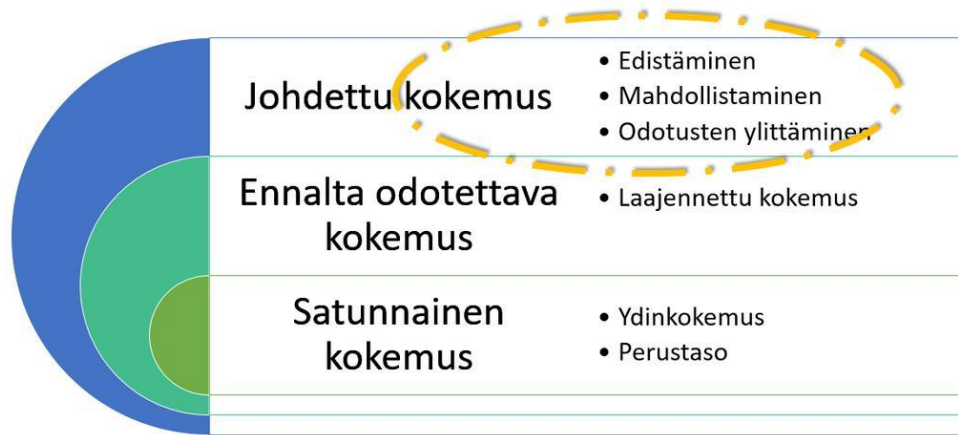 Johdettu kokemus
• Edistäminen
• Mahdollistaminen
• Odotusten ylittäminen
Ennalta odotettava
kokemus
• Laajennettu kokemus
Satunnainen
kokemus
• Ydinkokemus
• Perustaso